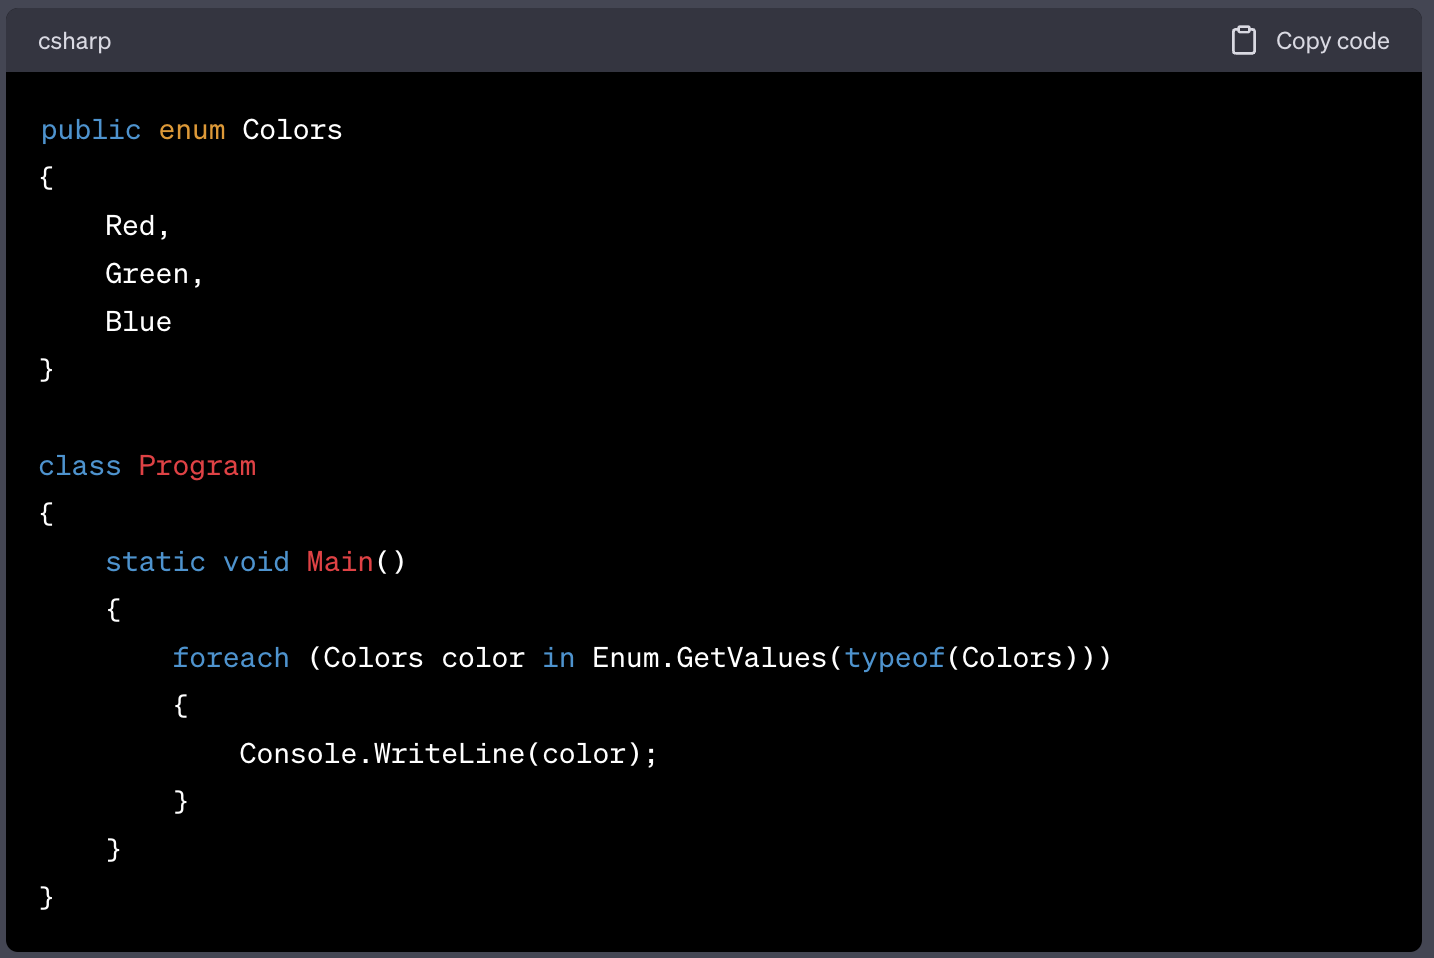 csharp Copy code
public enum Colors
{
    Red,
    Green,
    Blue
}

class Program
{
    static void Main()
    {
        foreach (Colors color in Enum.GetValues(typeof(Colors)))
        {
            Console.WriteLine(color);
        }
    }
}